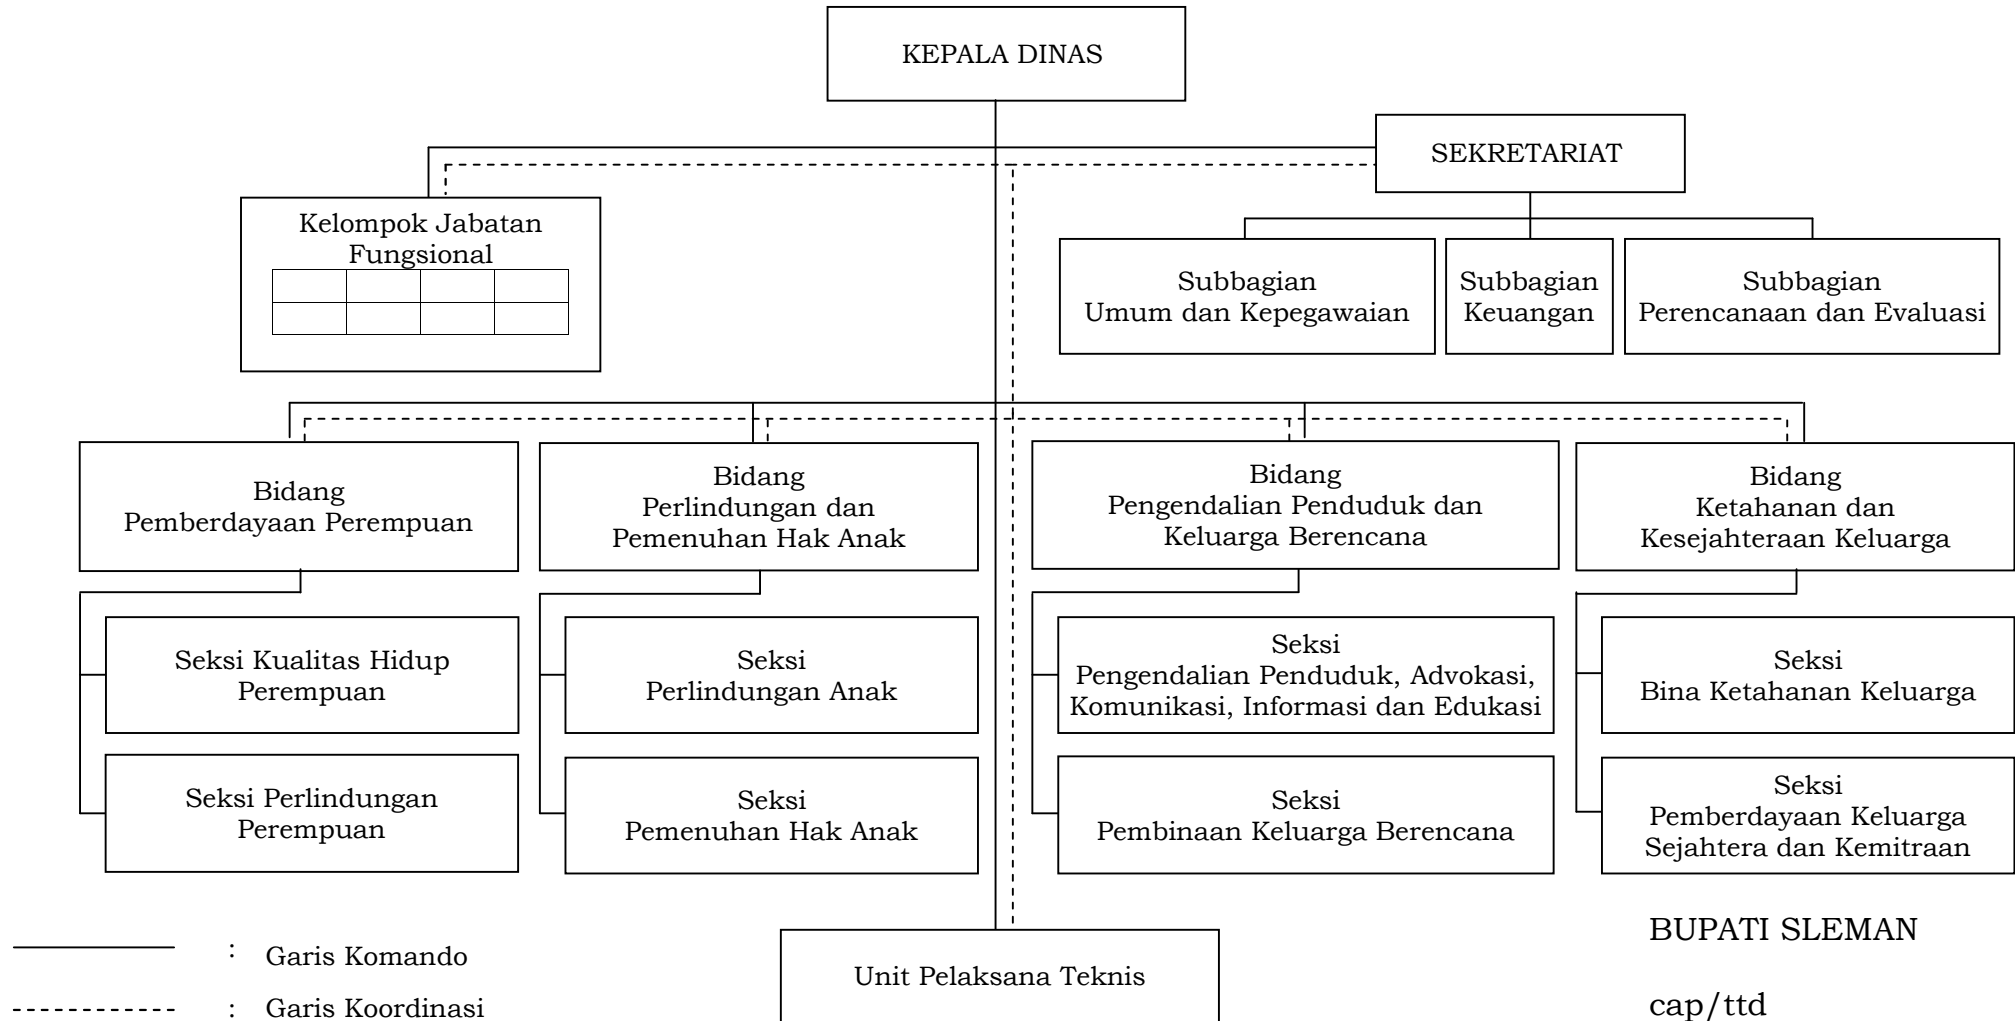 KEPALA DINAS
SEKRETARIAT
Kelompok Jabatan
Fungsional
Subbagian
Umum dan Kepegawaian
Subbagian
Keuangan
Subbagian
Perencanaan dan Evaluasi
Bidang
Pemberdayaan Perempuan
Bidang
Perlindungan dan
Pemenuhan Hak Anak
Bidang
Pengendalian Penduduk dan
Keluarga Berencana
Bidang
Ketahanan dan
Kesejahteraan Keluarga
Seksi Kualitas Hidup
Perempuan
Seksi
Perlindungan Anak
Seksi
Pengendalian Penduduk, Advokasi,
Komunikasi, Informasi dan Edukasi
Seksi
Bina Ketahanan Keluarga
Seksi Perlindungan
Perempuan
Seksi
Pemenuhan Hak Anak
Seksi
Pembinaan Keluarga Berencana
Seksi
Pemberdayaan Keluarga
Sejahtera dan Kemitraan
: Garis Komando
: Garis Koordinasi
Unit Pelaksana Teknis
BUPATI SLEMAN
cap/ttd